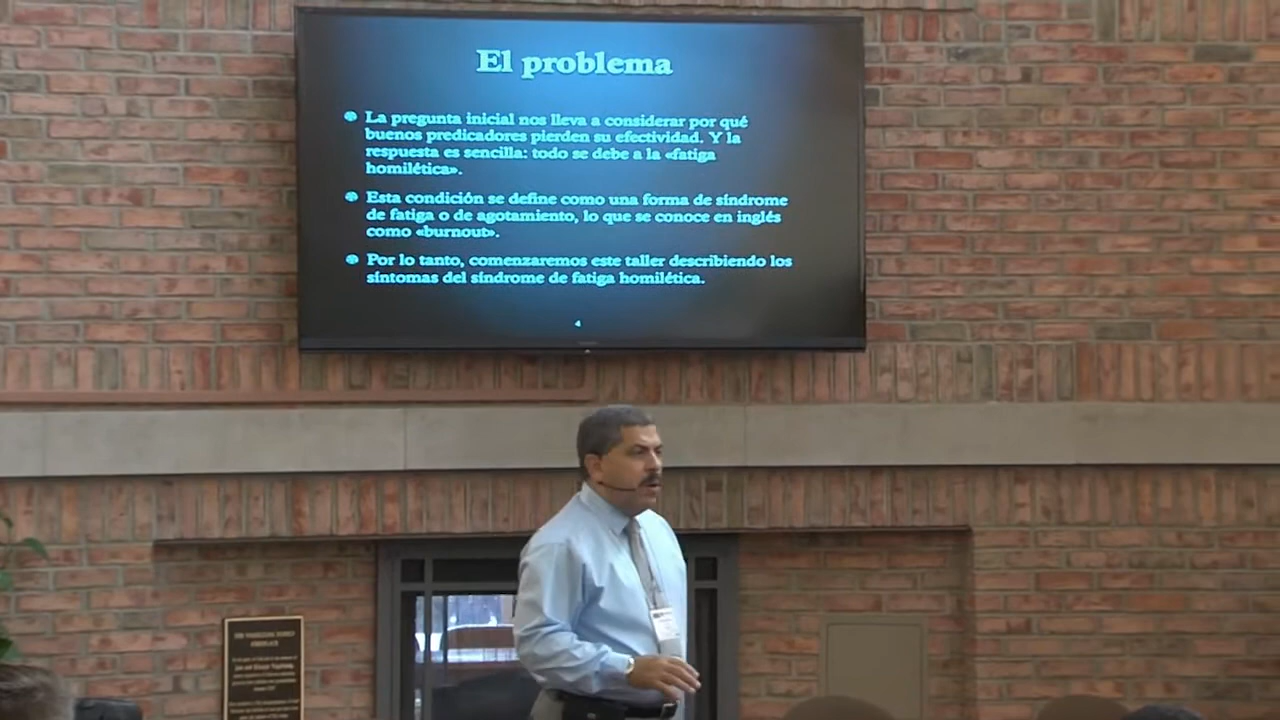 El problema
La pregunta inicial nos lleva a considerar por qué
buenos predicadores pierden su efectividad. Y la
respuesta es sencilla: todo se debe a la «fatiga
homilética».
Esta condición se define como una forma de síndrome
de fatiga o de agotamiento, lo que se conoce en inglés
como «burnout».
Por lo tanto, comenzaremos este taller describiendo los
síntomas del síndrome de fatiga homilética.
4